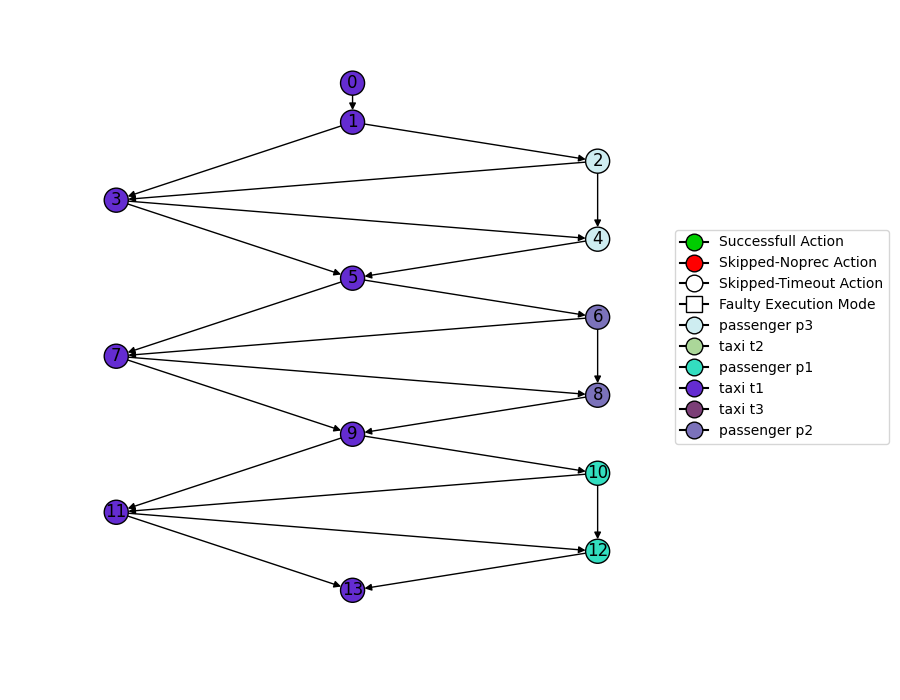 0
1
2
3
4
5
6
7
8
9
10
11
12
13
Successfull Action
Skipped-Noprec Action
Skipped-Timeout Action
Faulty Execution Mode
passenger p3
taxi t2
passenger p1
taxi t1
taxi t3
passenger p2